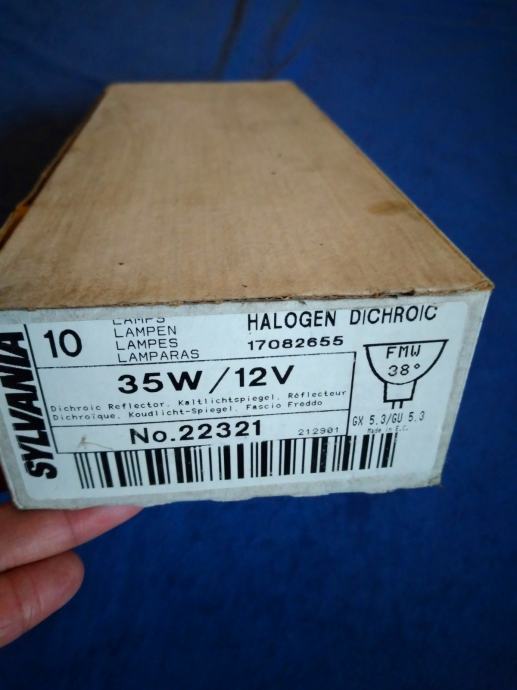 SYLVANIA
10
LAMPS
LAMPEN
LAMPES
LAMPARAS
HALOGEN DICHROIC
17082655
35W/12V
Dichroic Reflector, Kaltlichtspiegel, Réflecteur
Dichroïque, Koudlicht-Spiegel, Fascio Freddo
No.22321
212901
FMW
38°
GX 5.3/GU 5.3
Made in E.C.